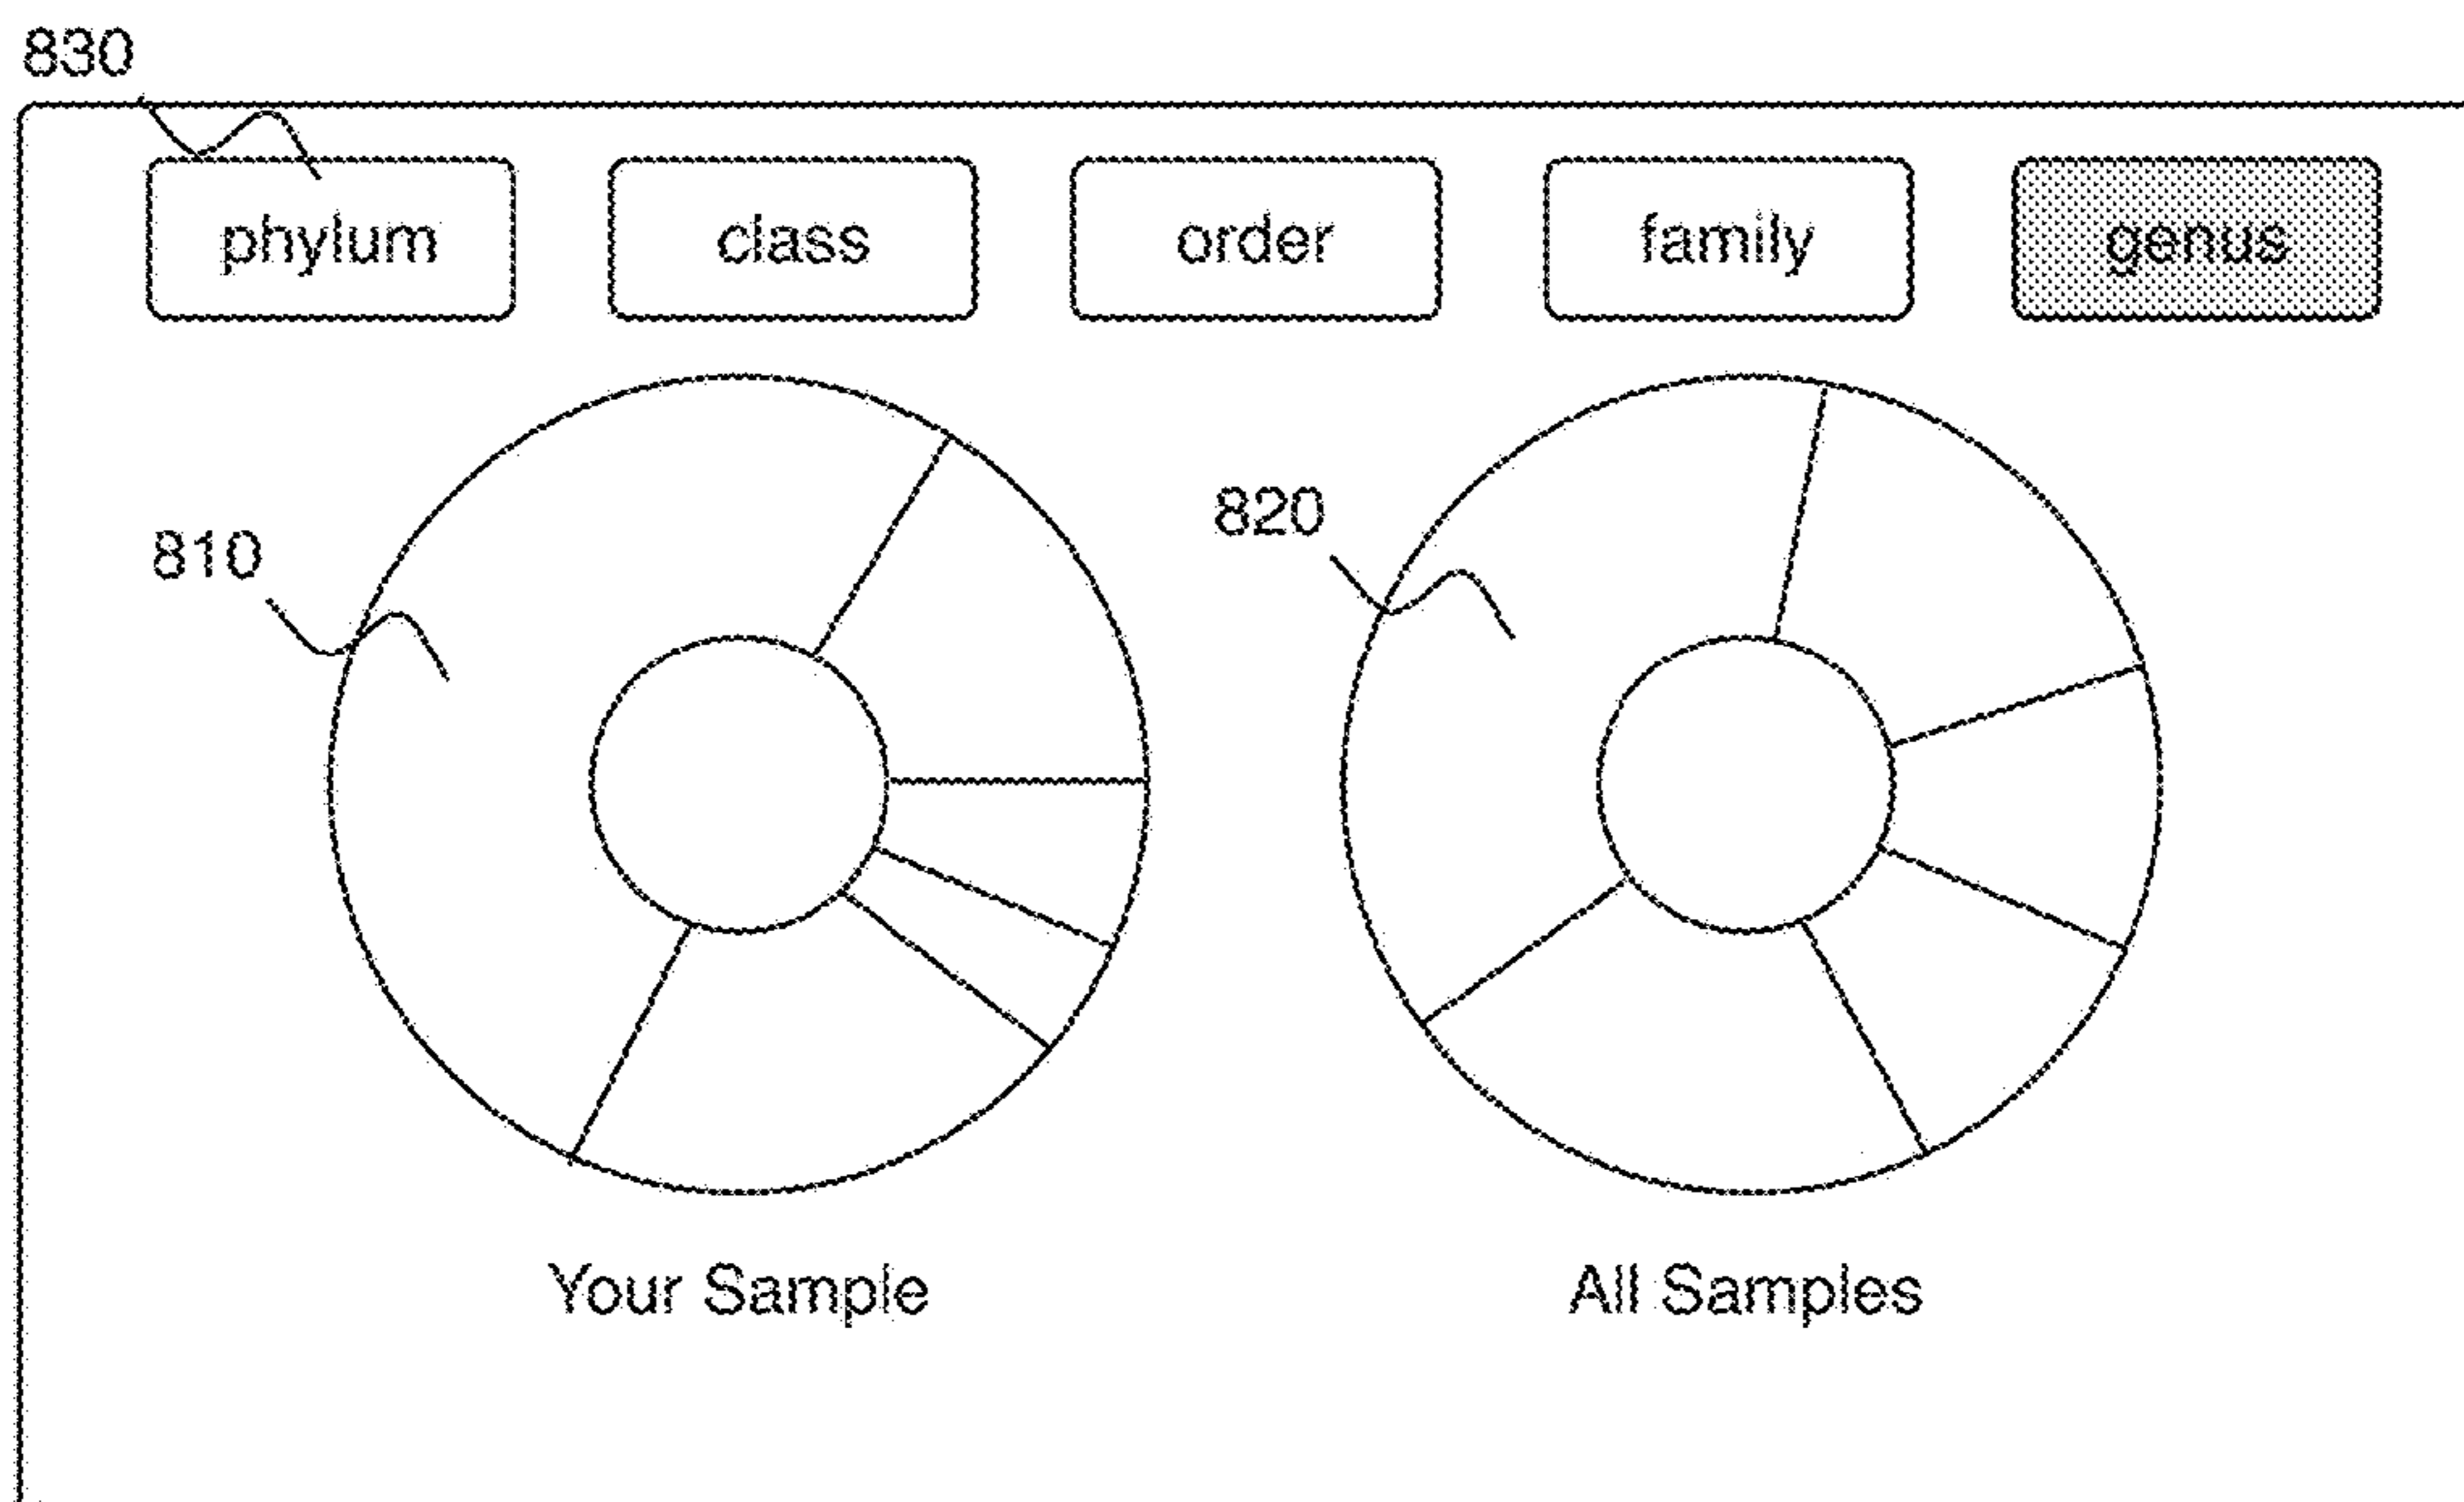 830
phylum class order family genus
810
820
Your Sample
All Samples